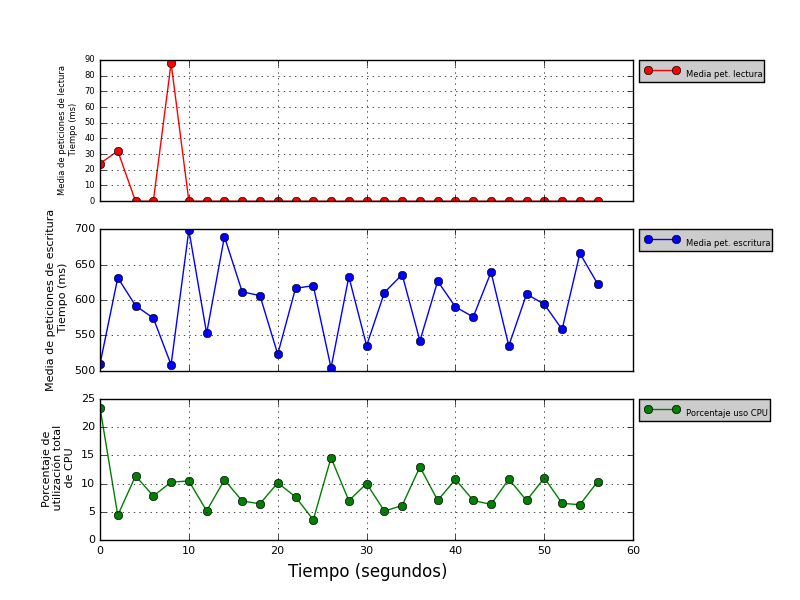 Media de peticiones de lectura
Tiempo (ms)
90
80
70
60
50
40
30
20
10
0
Media pet. lectura
Media de peticiones de escritura
Tiempo (ms)
700
650
600
550
500
Media pet. escritura
Porcentaje de
utilización total
de CPU
25
20
15
10
5
0
Porcentaje uso CPU
0 10 20 30 40 50 60
Tiempo (segundos)